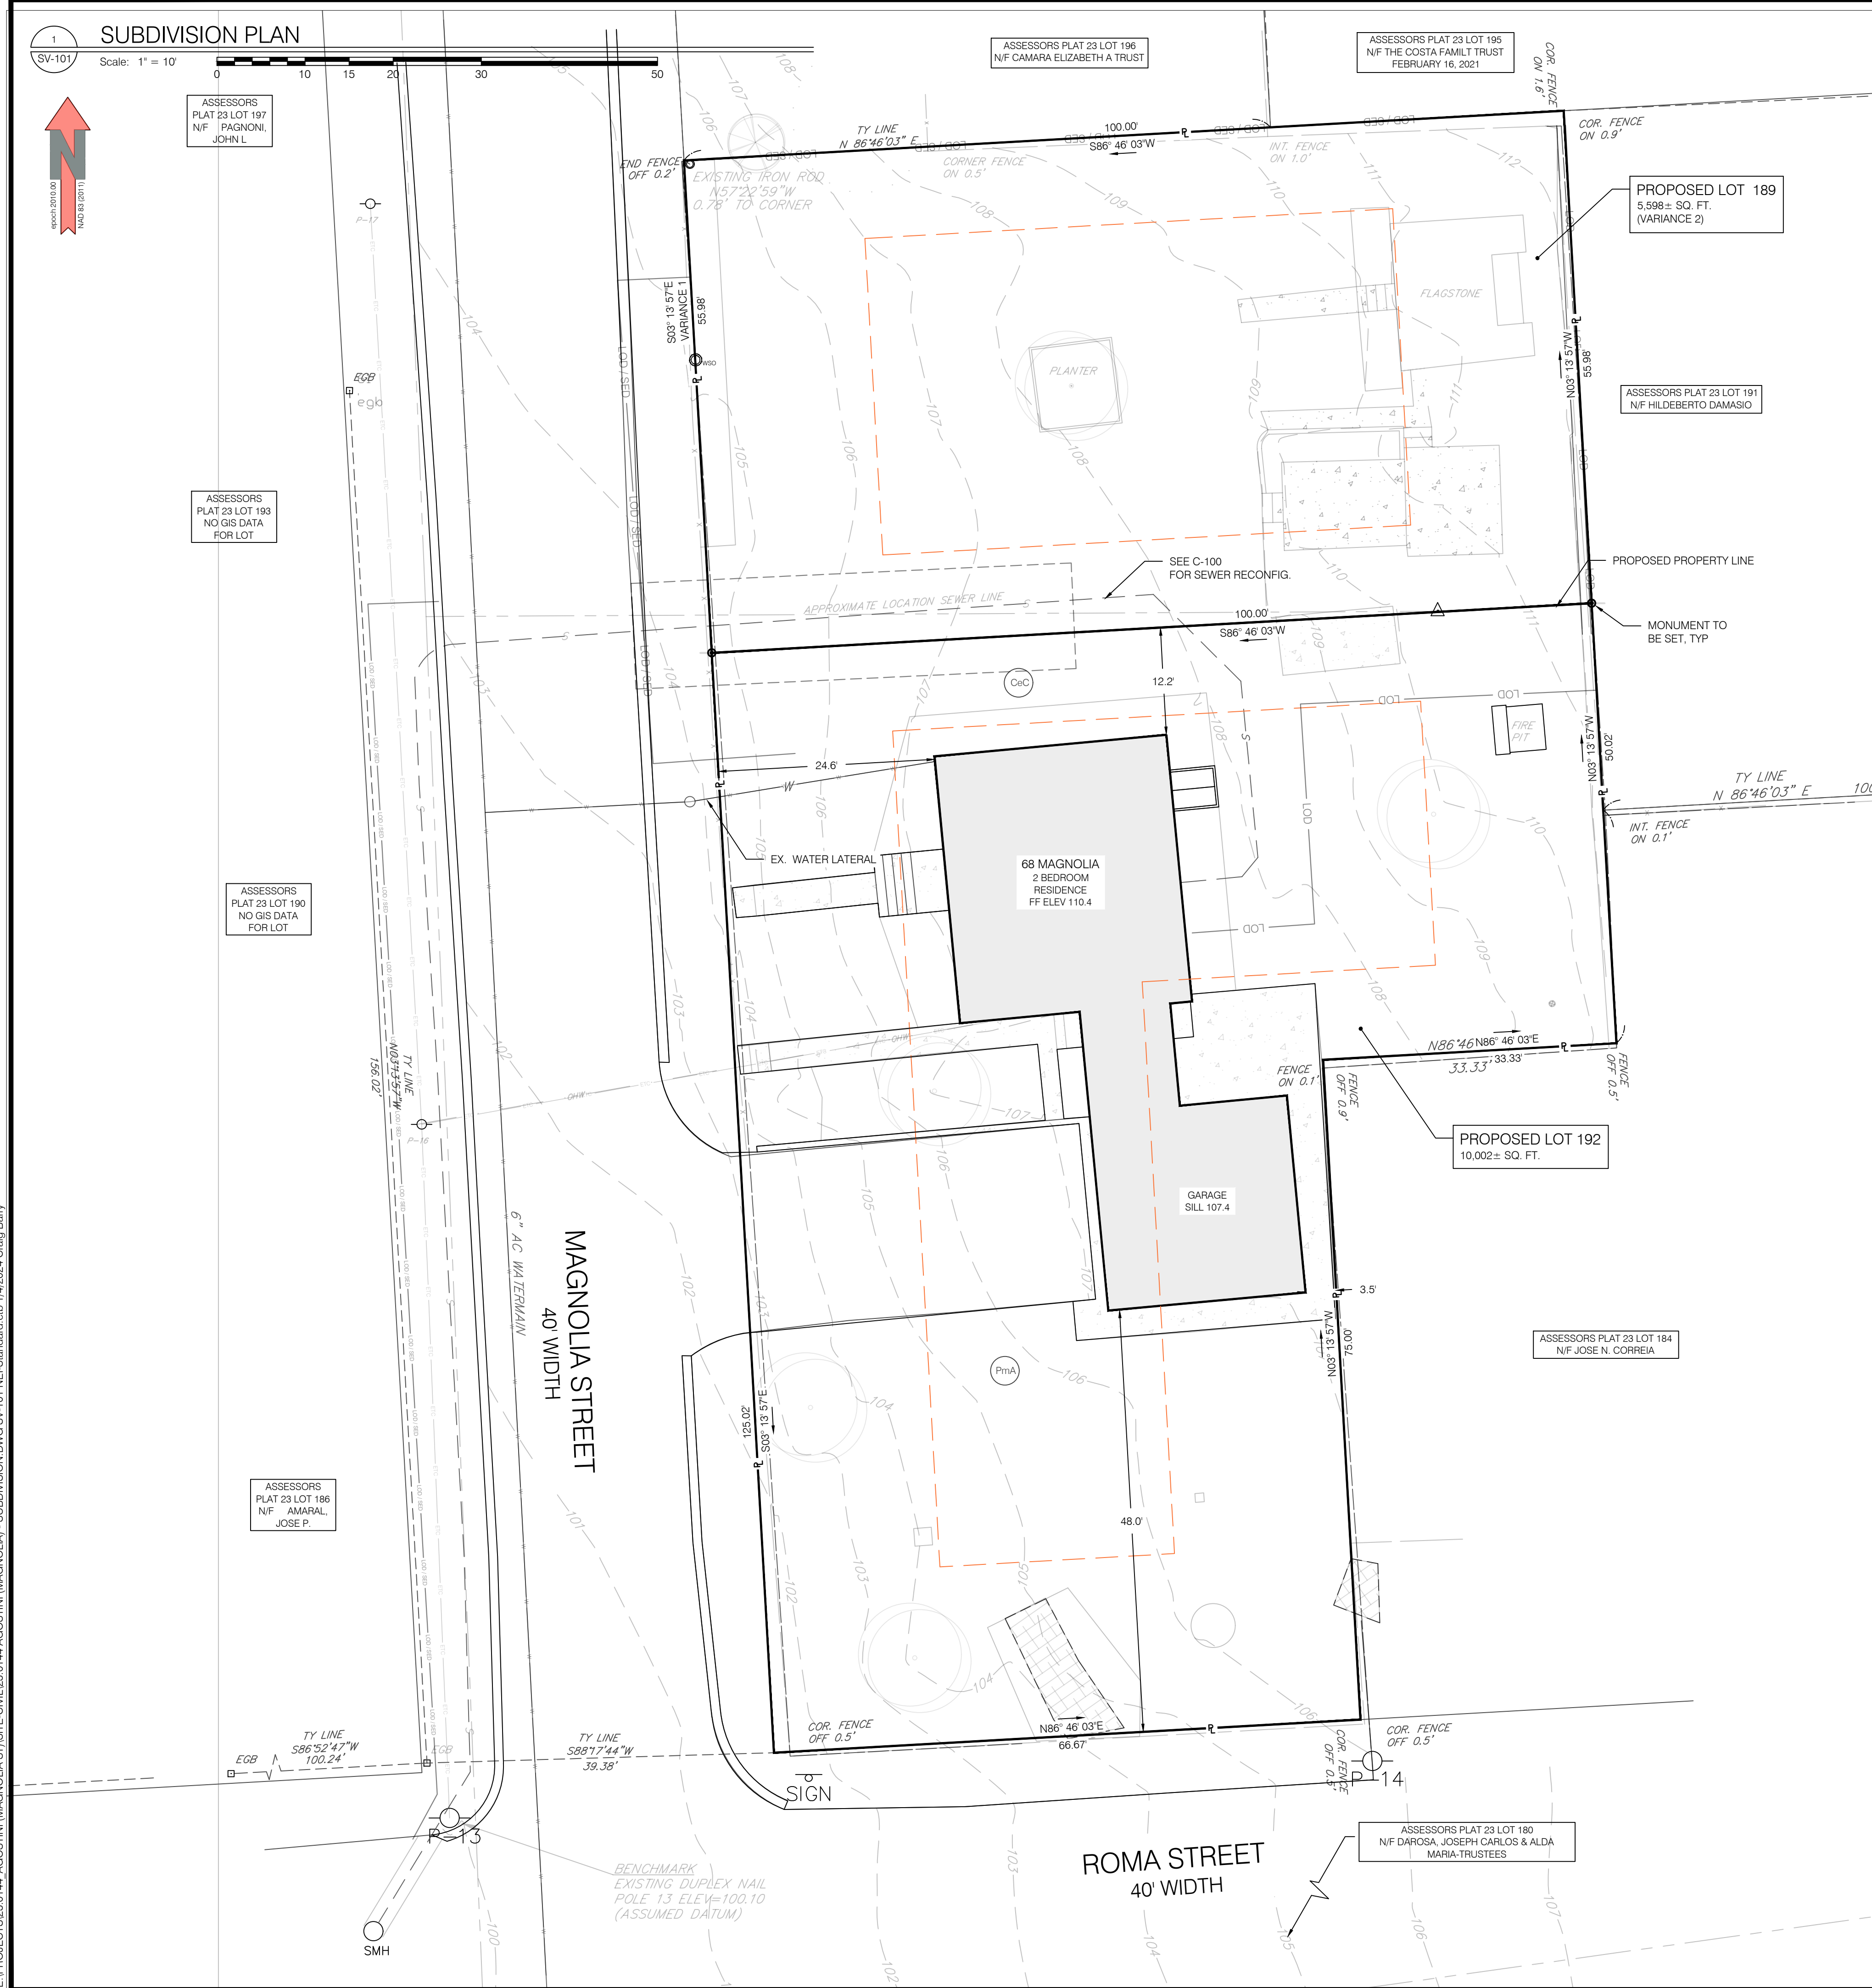 1
SV-101
SUBDIVISION PLAN
Scale: 1" = 10'
0 10 15 20 30 50
epoch 2010.00
NAD 83 (2011)
ASSESSORS
PLAT 23 LOT 197
N/F PAGNONI,
JOHN L
ASSESSORS PLAT 23 LOT 196
N/F CAMARA ELIZABETH A TRUST
ASSESSORS PLAT 23 LOT 195
N/F THE COSTA FAMILT TRUST
FEBRUARY 16, 2021
COR. FENCE
ON 1.6'
COR. FENCE
ON 0.9'
TY LINE
N 86°46'03" E
100.00'
S86° 46' 03"W
END FENCE
OFF 0.2'
EXISTING IRON ROD
N57°22'59"W
0.78' TO CORNER
CORNER FENCE
ON 0.5'
INT. FENCE
ON 1.0'
PROPOSED LOT 189
5,598± SQ. FT.
(VARIANCE 2)
P-17
S03° 13' 57"E
VARIANCE 1
55.98'
WSD
FLAGSTONE
PLANTER
N03° 13' 57"W
55.98'
EGB
egb
ASSESSORS PLAT 23 LOT 191
N/F HILDEBERTO DAMASIO
ASSESSORS
PLAT 23 LOT 193
NO GIS DATA
FOR LOT
SEE C-100
FOR SEWER RECONFIG.
PROPOSED PROPERTY LINE
APPROXIMATE LOCATION SEWER LINE
100.00'
S86° 46' 03"W
MONUMENT TO
BE SET, TYP
CeC
12.2'
FIRE
PIT
N03° 13' 57"W
50.02'
24.6'
TY LINE
N 86°46'03" E
INT. FENCE
ON 0.1'
EX. WATER LATERAL
68 MAGNOLIA
2 BEDROOM
RESIDENCE
FF ELEV 110.4
ASSESSORS
PLAT 23 LOT 190
NO GIS DATA
FOR LOT
LOD
LOD
N86° 46' 03"E
33.33'
33.33'
FENCE
ON 0.1'
FENCE
OFF 0.9'
FENCE
OFF 0.5'
TY LINE
N03°13'57"W
156.02'
P-16
OHW
PROPOSED LOT 192
10,002± SQ. FT.
GARAGE
SILL 107.4
6" AC WATERMAIN
MAGNOLIA STREET
40' WIDTH
3.5'
N03° 13' 57"W
75.00'
ASSESSORS PLAT 23 LOT 184
N/F JOSE N. CORREIA
PmA
125.02'
S03° 13' 57"E
ASSESSORS
PLAT 23 LOT 186
N/F AMARAL,
JOSE P.
48.0'
TY LINE
S86°52'47"W
100.24'
EGB
EGB
TY LINE
S88°17'44"W
39.38'
COR. FENCE
OFF 0.5'
N86° 46' 03"E
66.67'
COR. FENCE
OFF 0.5'
COR. FENCE
OFF 0.5'
SIGN
P-14
P-13
BENCHMARK
EXISTING DUPLEX NAIL
POLE 13 ELEV=100.10
(ASSUMED DATUM)
ROMA STREET
40' WIDTH
ASSESSORS PLAT 23 LOT 180
N/F DAROSA, JOSEPH CARLOS & ALDA
MARIA-TRUSTEES
SMH